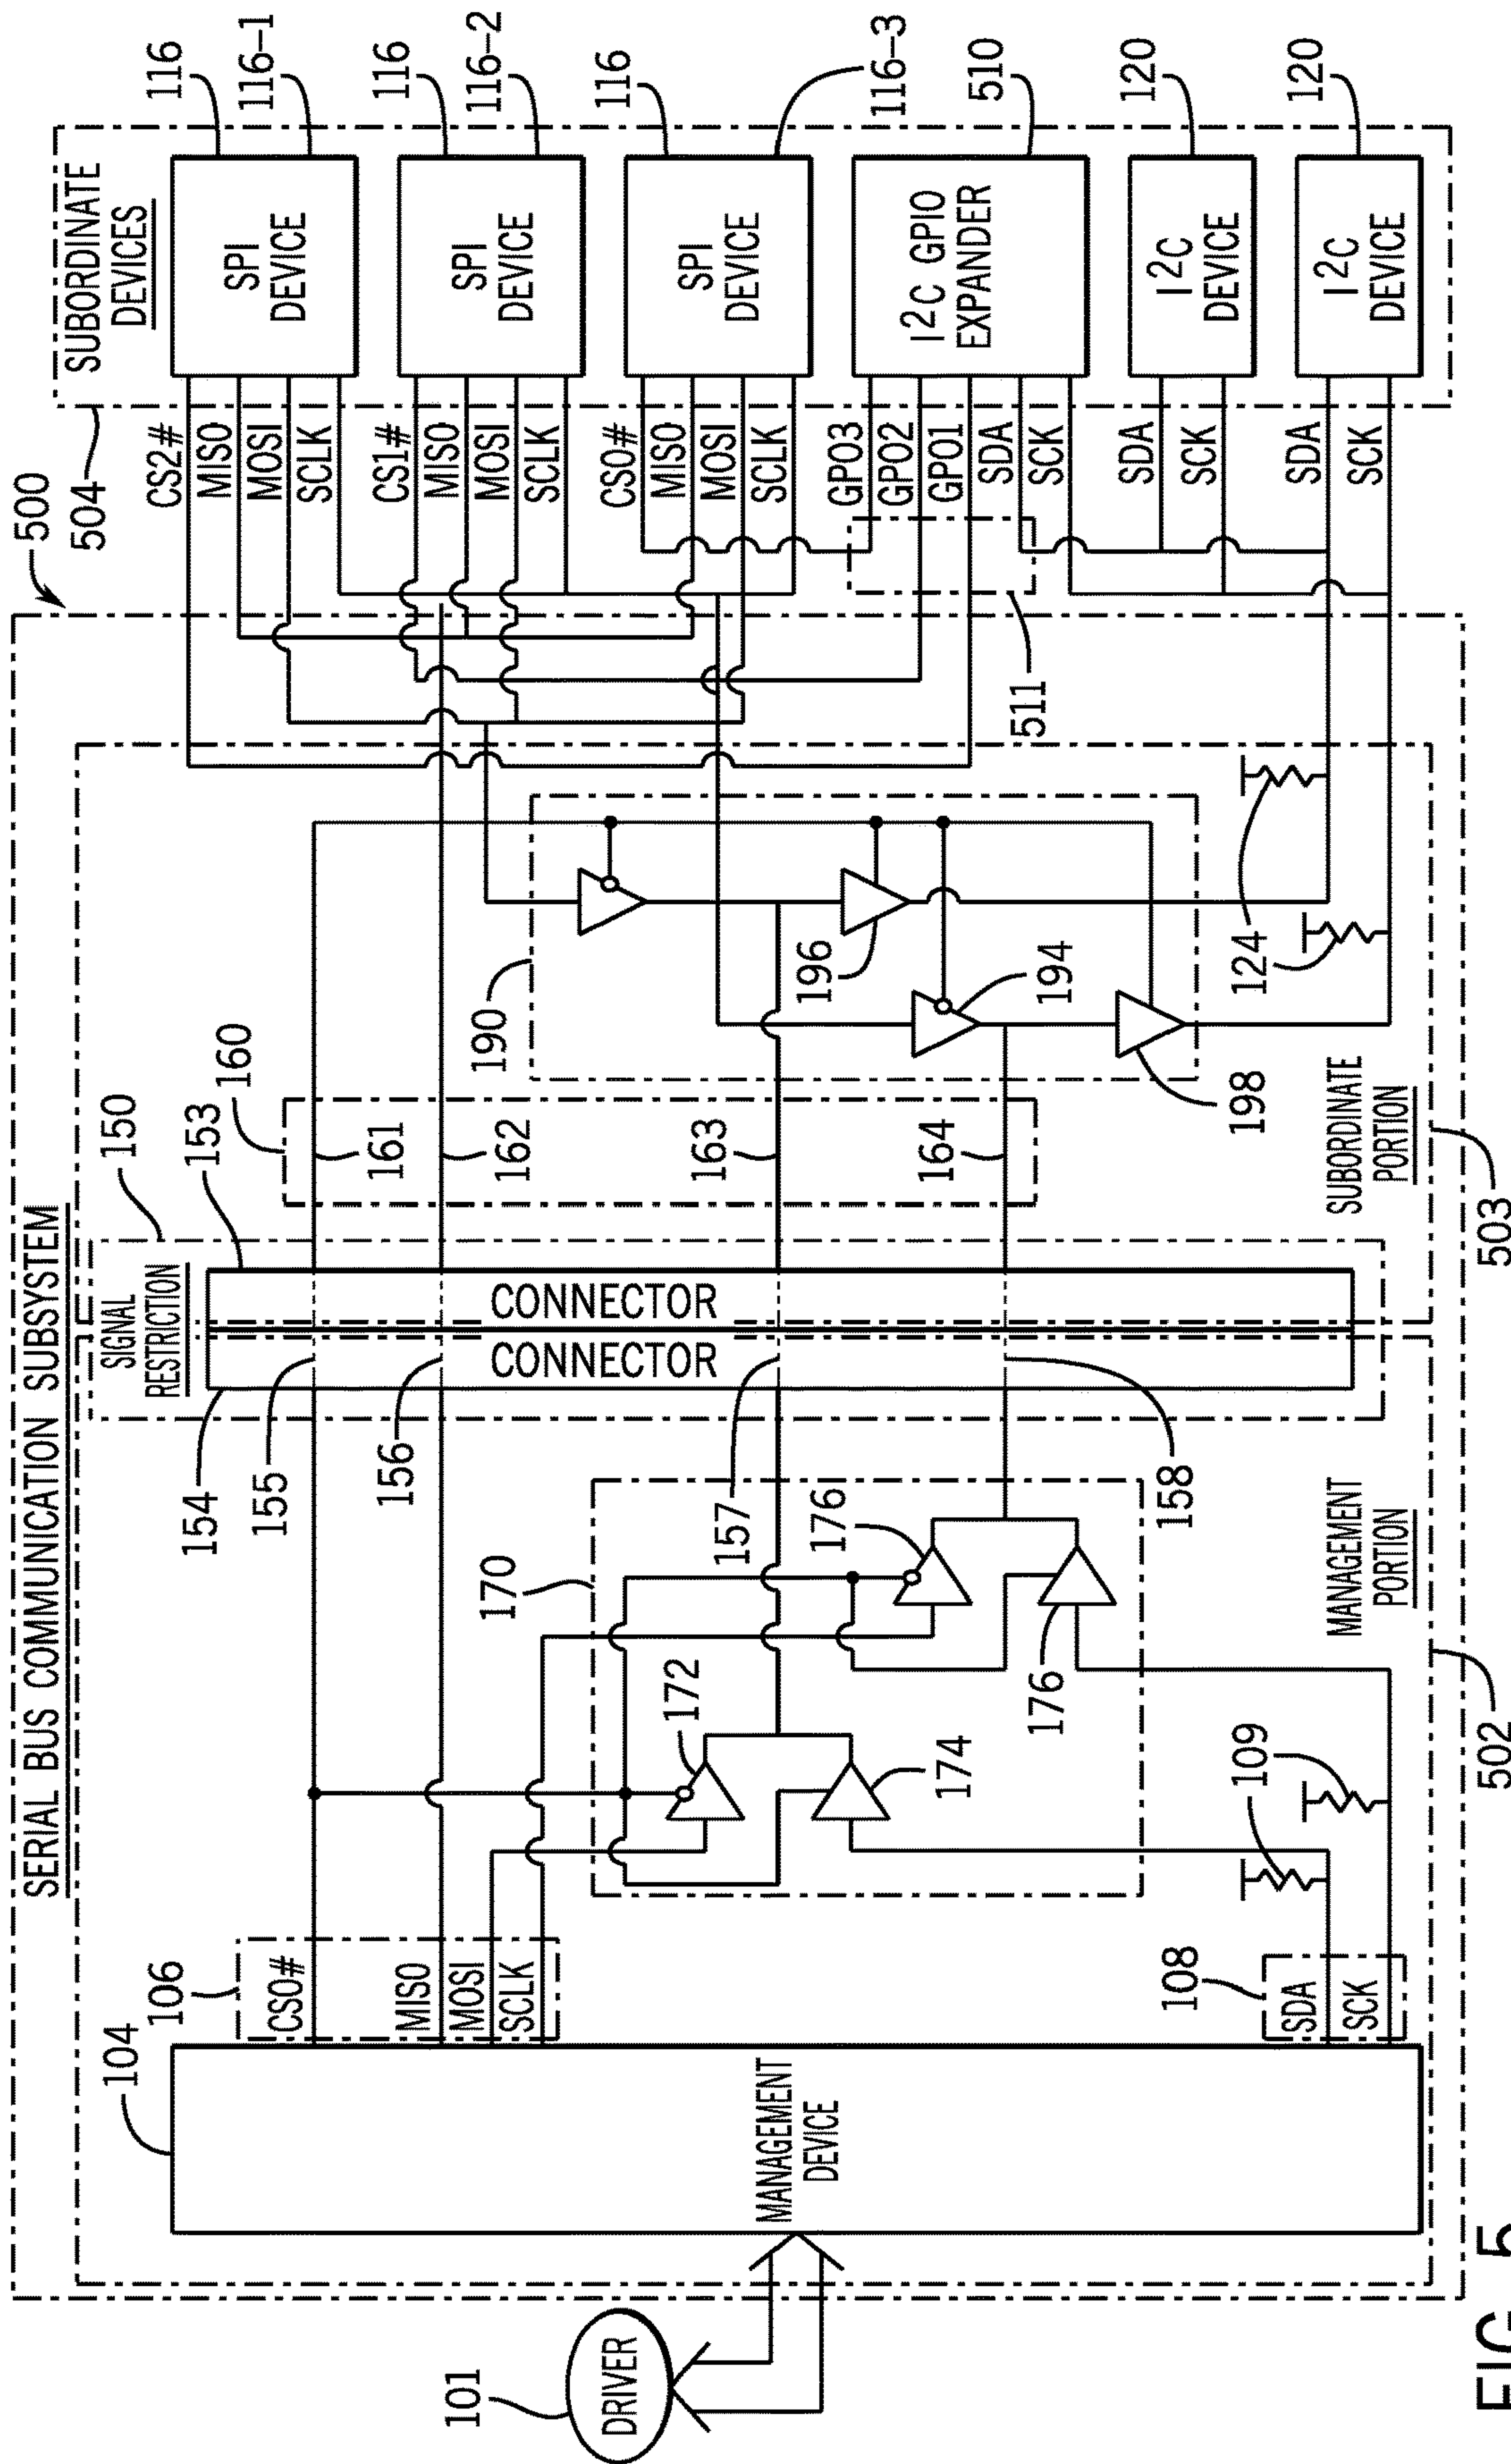 SERIAL BUS COMMUNICATION SUBSYSTEM
500
101
DRIVER
104
MANAGEMENT
DEVICE
106
CSO#
MISO
MOSI
SCLK
108
SDA
SCK
109
170
172
174
176
176
MANAGEMENT
PORTION
502
150
SIGNAL
RESTRICTION
154
153
CONNECTOR
CONNECTOR
155
156
157
158
160
161
162
163
164
190
196
194
198
124
SUBORDINATE
PORTION
503
511
504
SUBORDINATE
DEVICES
CS2#
MISO
MOSI
SCLK
SPI
DEVICE
116
116-1
CS1#
MISO
MOSI
SCLK
SPI
DEVICE
116
116-2
CS0#
MISO
MOSI
SCLK
SPI
DEVICE
116
116-3
GPO3
GPO2
GPO1
SDA
SCK
I2C GPIO
EXPANDER
510
SDA
SCK
I2C
DEVICE
120
SDA
SCK
I2C
DEVICE
120
FIG. 5